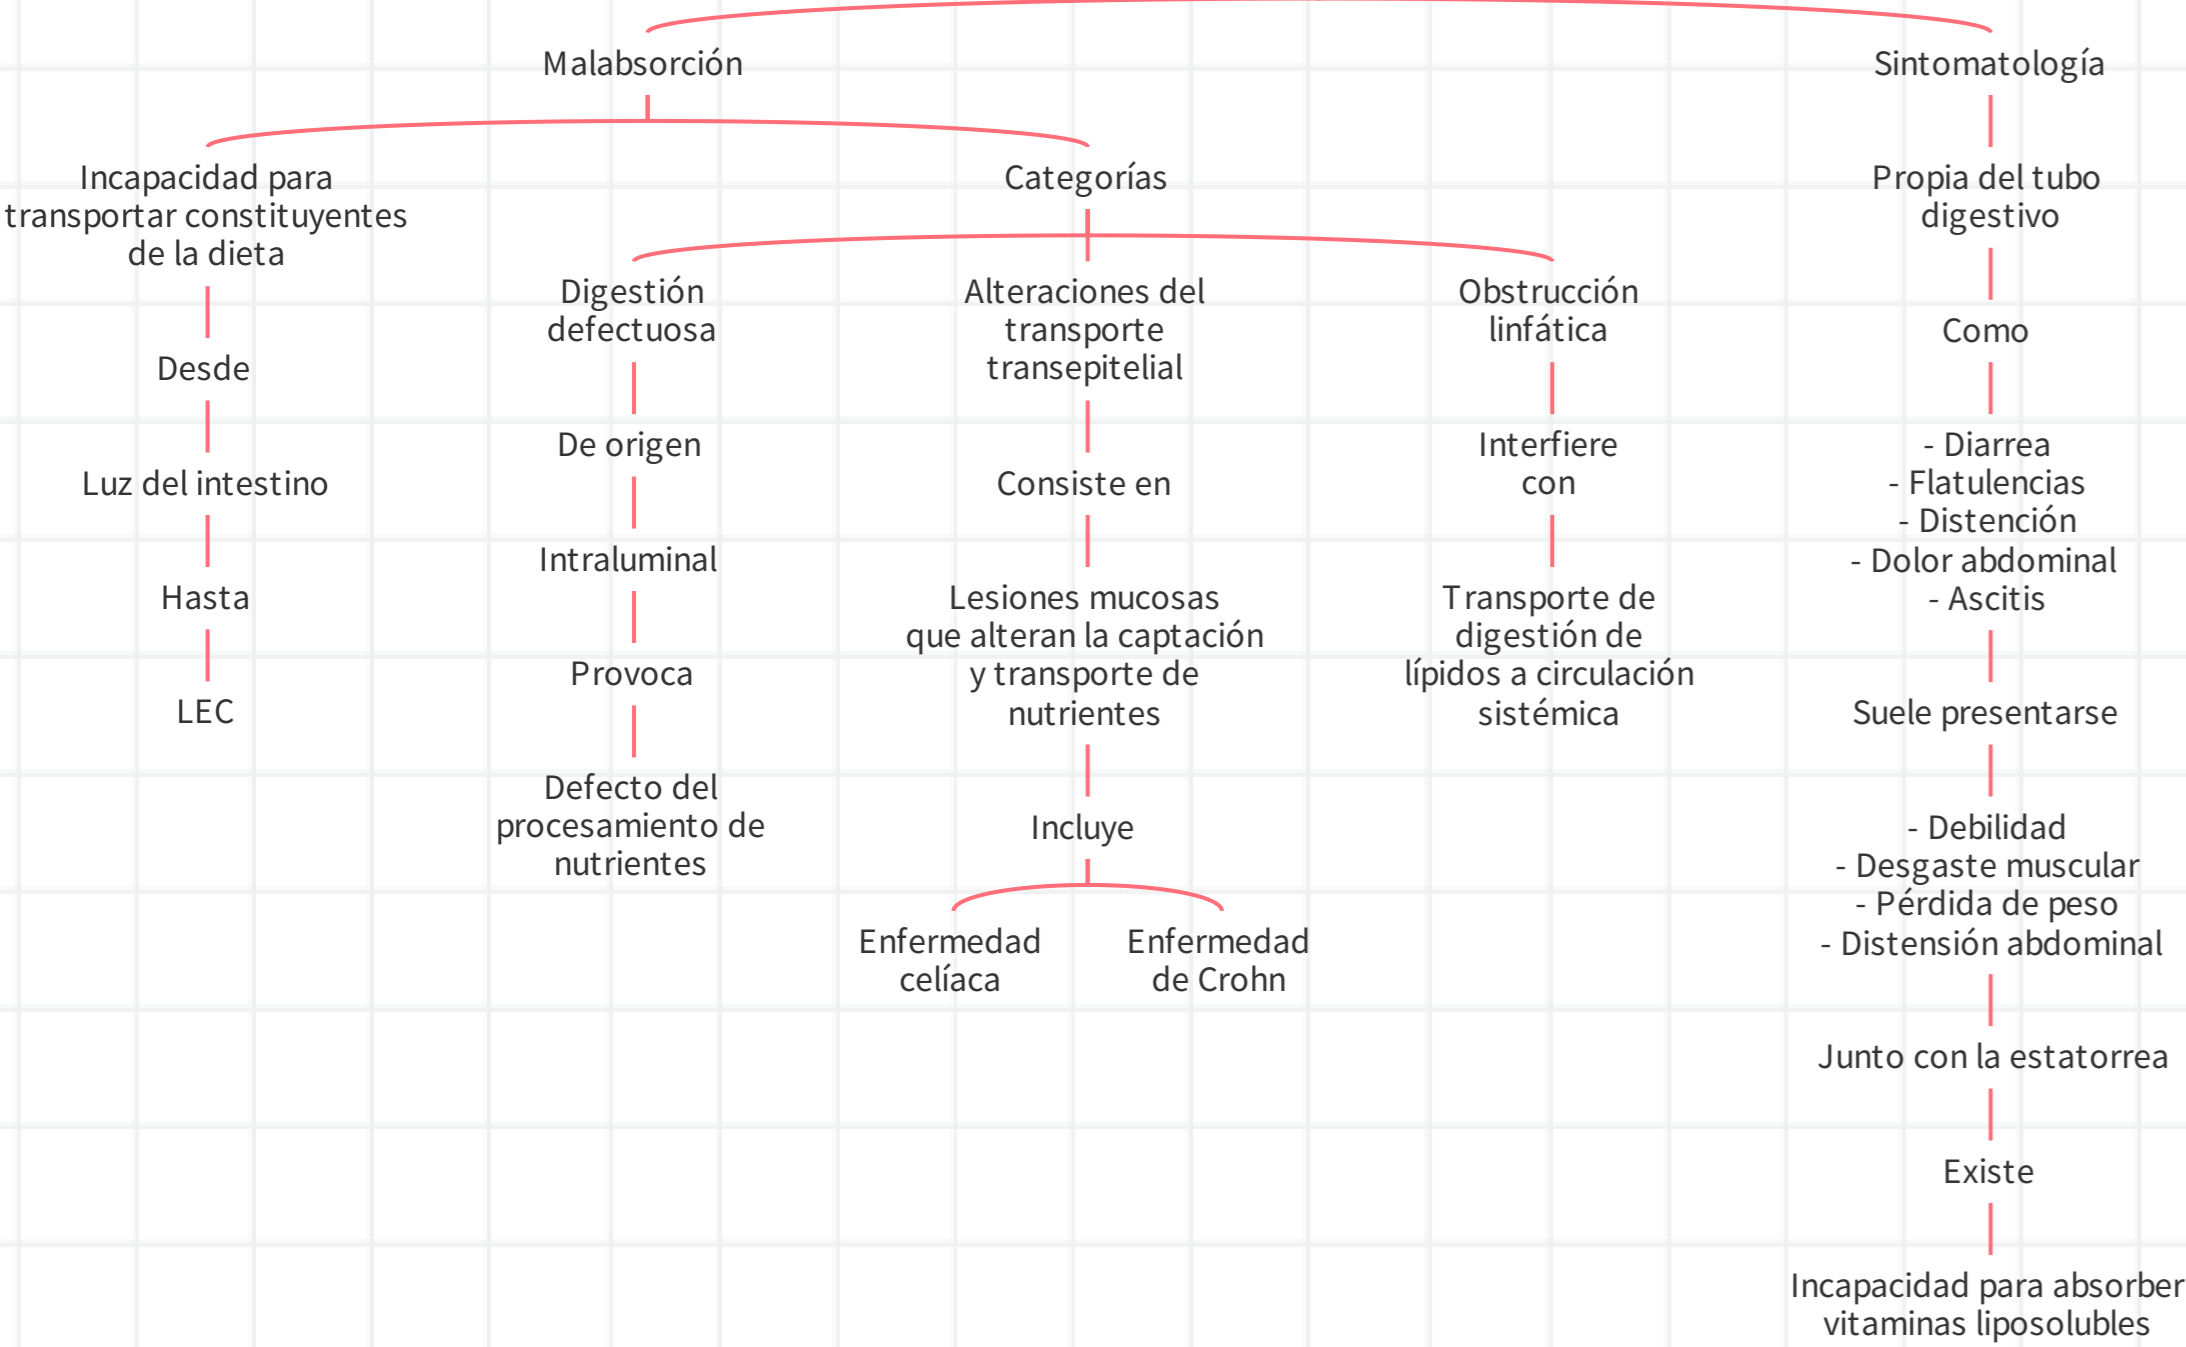 Malabsorción
Incapacidad para
transportar constituyentes
de la dieta
Desde
Luz del intestino
Hasta
LEC
Categorías
Digestión
defectuosa
De origen
Intraluminal
Provoca
Defecto del
procesamiento de
nutrientes
Alteraciones del
transporte
transepitelial
Consiste en
Lesiones mucosas
que alteran la captación
y transporte de
nutrientes
Incluye
Enfermedad
celíaca
Enfermedad
de Crohn
Obstrucción
linfática
Interfiere
con
Transporte de
digestión de
lípidos a circulación
sistémica
Sintomatología
Propia del tubo
digestivo
Como
- Diarrea
- Flatulencias
- Distención
- Dolor abdominal
- Ascitis
Suele presentarse
- Debilidad
- Desgaste muscular
- Pérdida de peso
- Distensión abdominal
Junto con la estatorrea
Existe
Incapacidad para absorber
vitaminas liposolubles